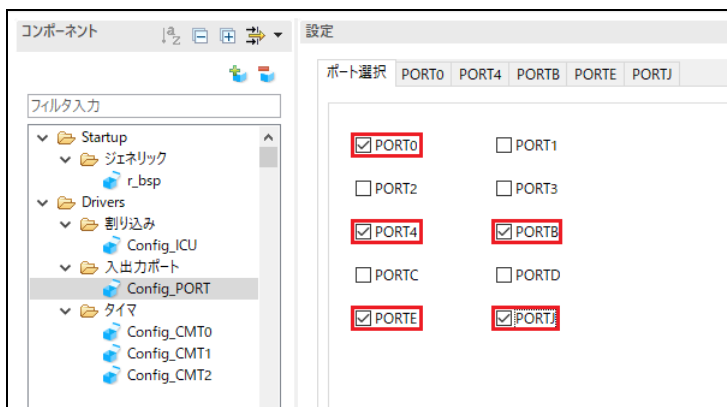 コンポーネント
設定
フィルタ入力
Startup
ジェネリック
r_bsp
Drivers
割り込み
Config_ICU
入出力ポート
Config_PORT
タイマ
Config_CMT0
Config_CMT1
Config_CMT2
ポート選択 PORT0 PORT4 PORTB PORTE PORTJ
PORT0 PORT1
PORT2 PORT3
PORT4 PORTB
PORTC PORTD
PORTE PORTJ